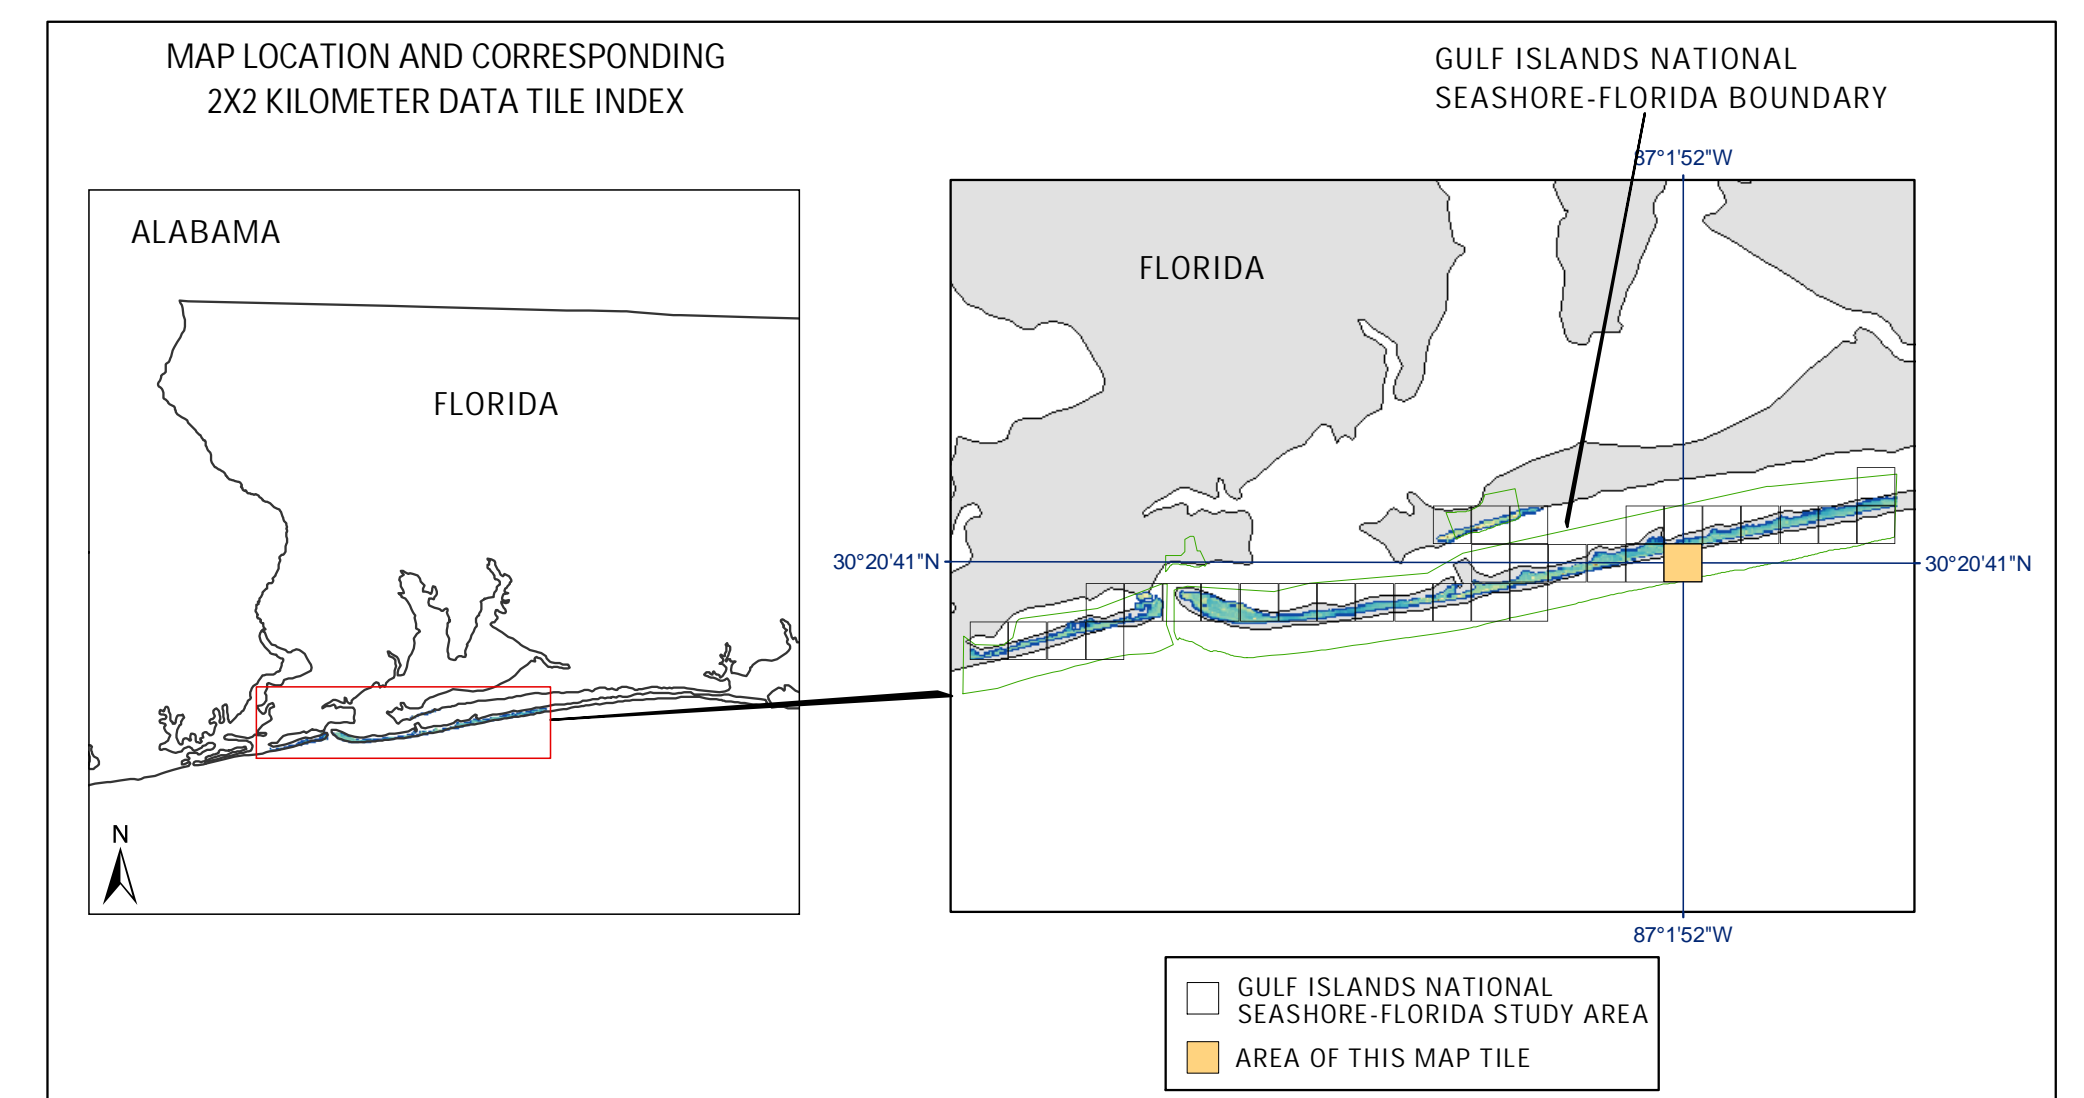 MAP LOCATION AND CORRESPONDING
2X2 KILOMETER DATA TILE INDEX
GULF ISLANDS NATIONAL
SEASHORE-FLORIDA BOUNDARY
87°1'52"W
ALABAMA
FLORIDA
FLORIDA
30°20'41"N
30°20'41"N
N
87°1'52"W
GULF ISLANDS NATIONAL
SEASHORE-FLORIDA STUDY AREA
AREA OF THIS MAP TILE